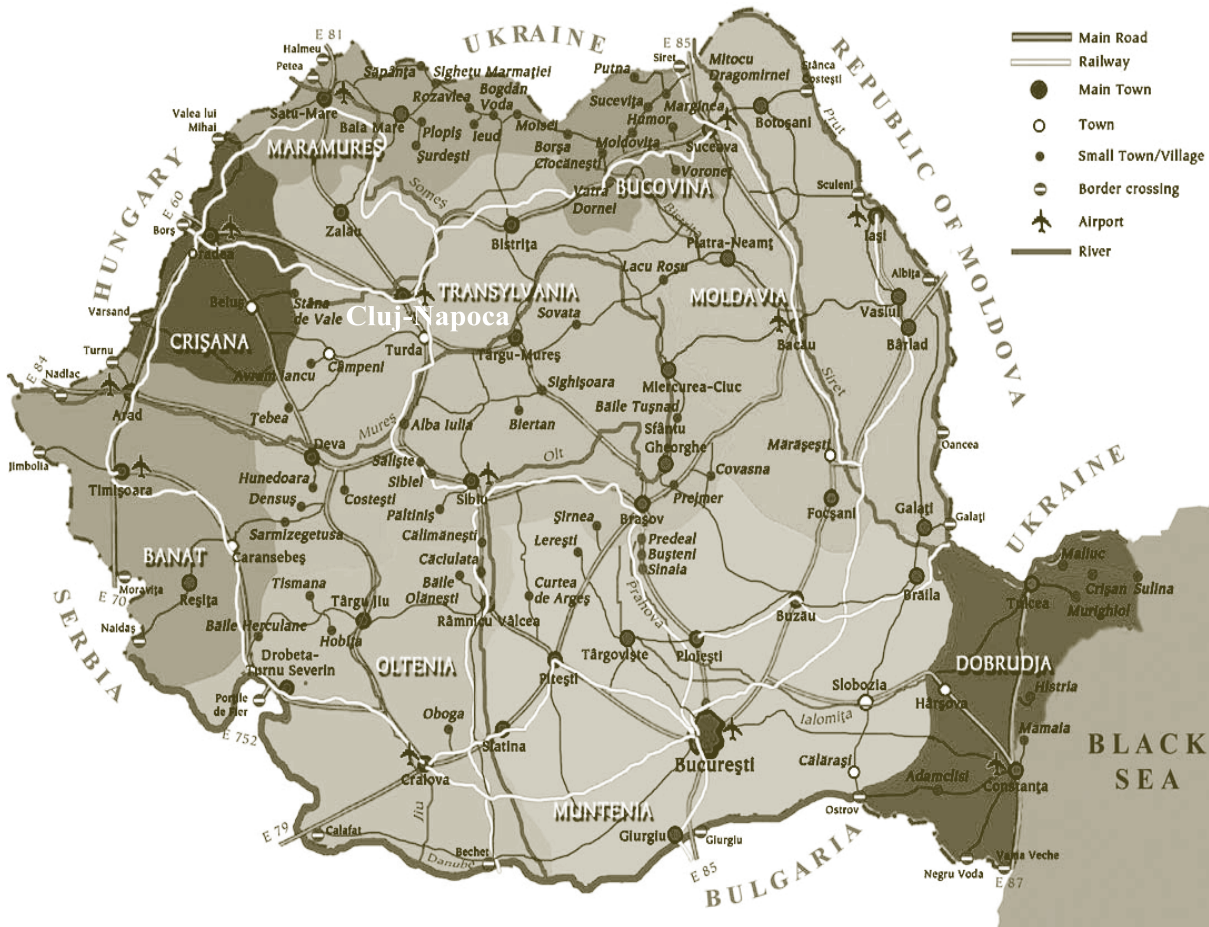 E 81
UKRAINE
E 85
Halmeu
Petea
Siret
Săpânța
Sighetu Marmației
Putna
Mitocu
Dragomirnei
Stânca
Costești
REPUBLIC OF MOLDOVA
Main Road
Railway
Main Town
Town
Small Town/Village
Border crossing
Airport
River
Satu-Mare
Baia Mare
Rozavlea
Bogdan
Voda
Ieud
Moisei
Plopiș
Șurdești
Borșa
Ciocănești
Sucevița
Marginea
Humor
Moldovița
Suceava
Botoșani
Prut
Valea lui
Mihai
MARAMUREȘ
HUNGARY
Someș
Vatra
Dornei
BUCOVINA
Voroneț
Bistrița
Sculeni
Iași
E 60
Borș
Oradea
Zalău
Bistrița
Piatra-Neamț
Lacu Roșu
Albița
Beiuș
Stâna
de Vale
TRANSYLVANIA
MOLDAVIA
Cluj-Napoca
Sovata
Vaslui
Vărșand
CRIȘANA
Turda
Târgu-Mureș
Bacău
Bârlad
Turnu
Câmpeni
Avram Iancu
E 84
Nădlac
Arad
Miercurea-Ciuc
Siret
Sighișoara
Țebea
Mureș
Alba Iulia
Biertan
Băile Tușnad
Sfântu
Gheorghe
Jimbolia
Timișoara
Deva
Săliște
Sibiel
Sibiu
Olt
Mărășești
Oancea
Hunedoara
Densuș
Costești
Păltiniș
Covasna
Prejmer
Brașov
Focșani
Galați
Galați
UKRAINE
Sarmizegetusa
Călimănești
Șirnea
Lerești
Predeal
Bușteni
Sinaia
BANAT
Caransebeș
Căciulata
Maliuc
Crișan
Sulina
Moravița
E 70
Reșița
Tismana
Târgu Jiu
Băile
Olănești
Curtea
de Argeș
Prahova
Buzău
Brăila
Tulcea
Murighiol
SERBIA
Naidăș
Băile Herculane
Hobița
Râmnicu Vâlcea
Târgoviște
Ploiești
Drobeta-
Turnu Severin
OLTENIA
Pitești
DOBRUDJA
Porțile
de Fier
Slobozia
Hârșova
Histria
E 752
Oboga
Slatina
București
Ialomița
Mamaia
BLACK
SEA
Craiova
Călărași
Adamclisi
Constanța
Jiu
MUNTENIA
Ostrov
E 79
Calafat
Bechet
Giurgiu
Giurgiu
Danube
E 85
BULGARIA
Negru Voda
Vama Veche
E 87